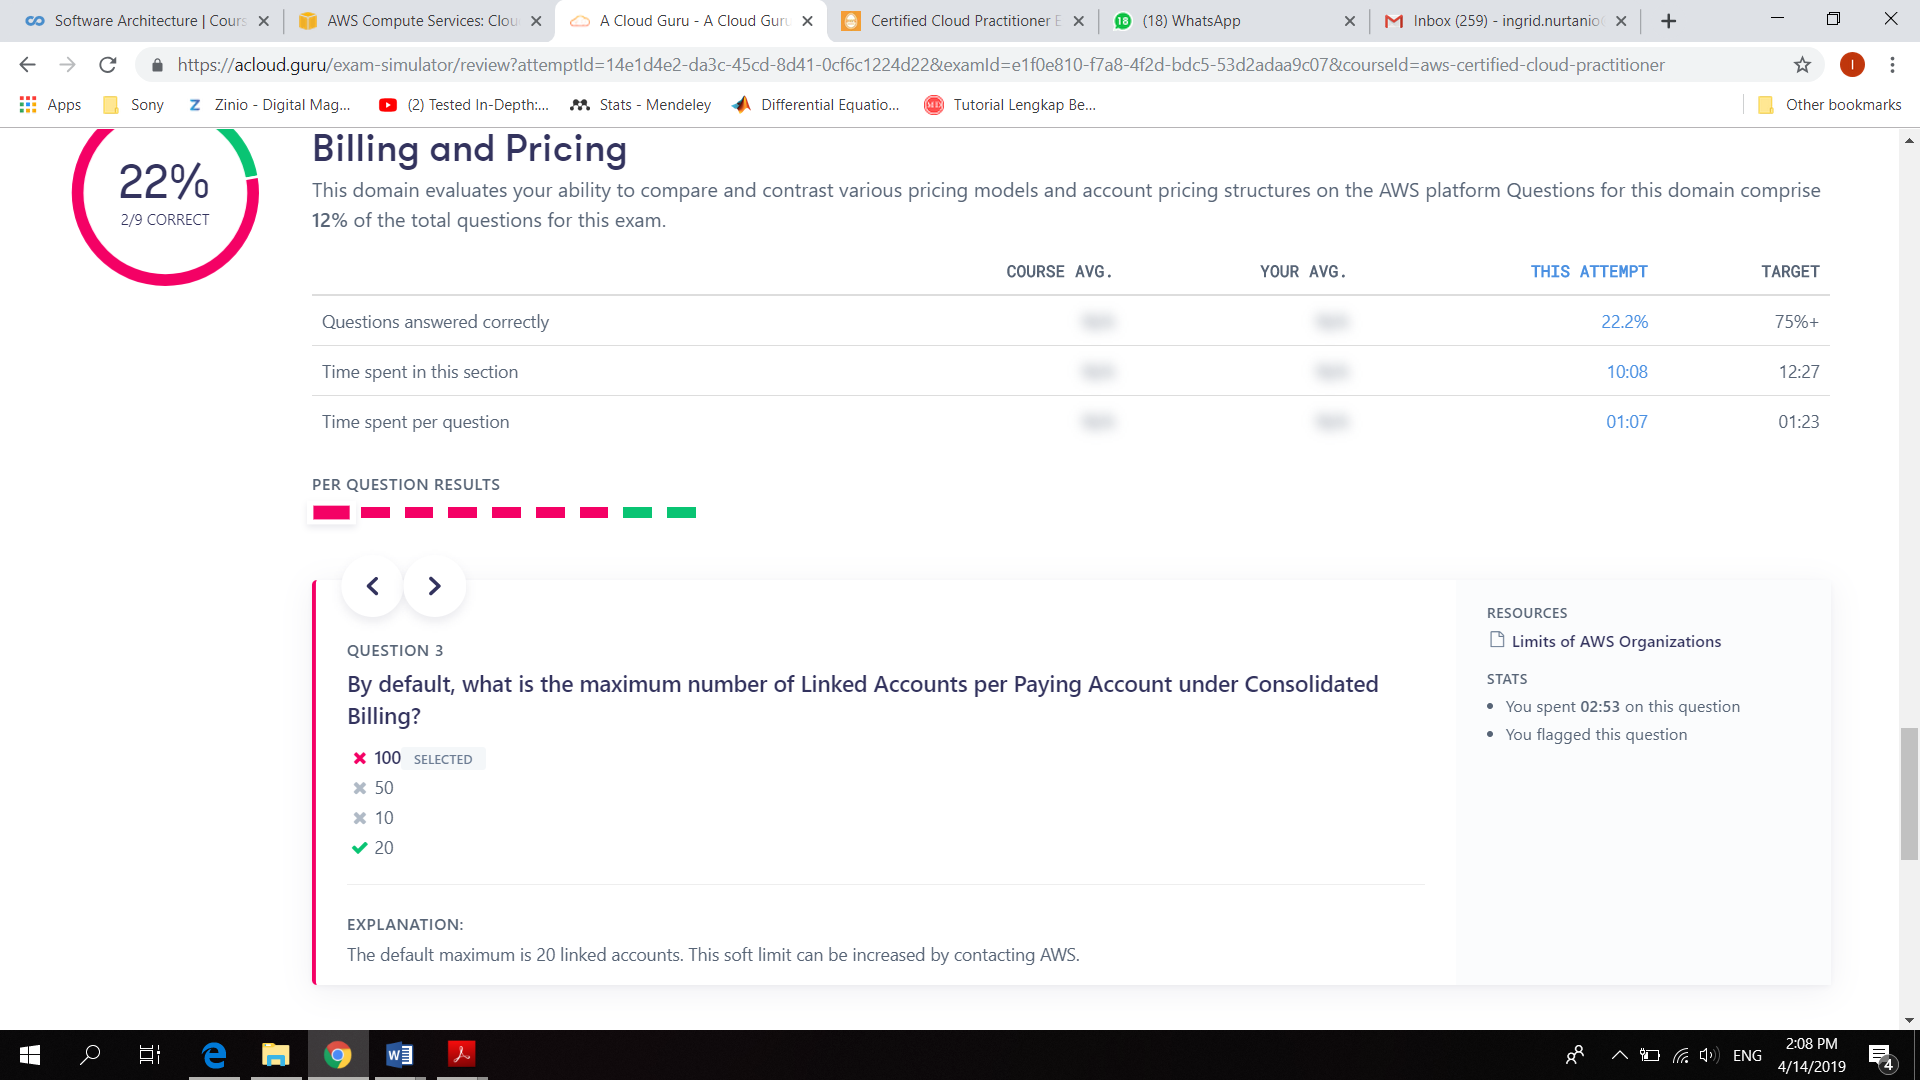 Software Architecture | Cours
AWS Compute Services: Clou
A Cloud Guru - A Cloud Guru
Certified Cloud Practitioner E
(18) WhatsApp
Inbox (259) - ingrid.nurtanio
https://acloud.guru/exam-simulator/review?attemptId=14e1d4e2-da3c-45cd-8d41-0cf6c1224d22&examId=e1f0e810-f7a8-4f2d-bdc5-53d2adaa9c07&courseId=aws-certified-cloud-practitioner
Apps
Sony
Zinio - Digital Mag...
(2) Tested In-Depth:...
Stats - Mendeley
Differential Equatio...
Tutorial Lengkap Be...
Other bookmarks
22%
2/9 CORRECT
Billing and Pricing
This domain evaluates your ability to compare and contrast various pricing models and account pricing structures on the AWS platform Questions for this domain comprise
12% of the total questions for this exam.
COURSE AVG. YOUR AVG. THIS ATTEMPT TARGET
Questions answered correctly 22.2% 75%+
Time spent in this section 10:08 12:27
Time spent per question 01:07 01:23
PER QUESTION RESULTS
QUESTION 3
By default, what is the maximum number of Linked Accounts per Paying Account under Consolidated
Billing?
100 SELECTED
50
10
20
EXPLANATION:
The default maximum is 20 linked accounts. This soft limit can be increased by contacting AWS.
RESOURCES
Limits of AWS Organizations
STATS
You spent 02:53 on this question
You flagged this question
ENG
2:08 PM
4/14/2019
4